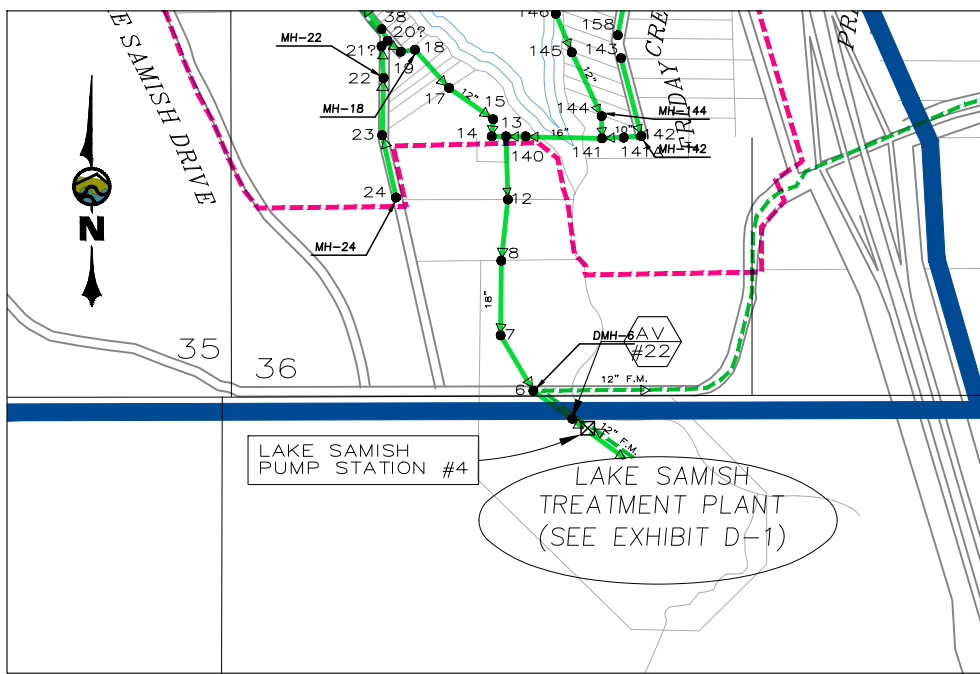 38
20?
21?
18
19
MH-22
22
MH-18
17
12"
15
23
14
13
140
16"
24
MH-24
12
8
18"
7
6
146
145
12"
144
158
143
MH-144
10"
142
MH-142
141
E SAMISH DRIVE
N
35
36
DMH-6
AV
#22
12" F.M.
12" F.M.
LAKE SAMISH
PUMP STATION #4
LAKE SAMISH
TREATMENT PLANT
(SEE EXHIBIT D-1)